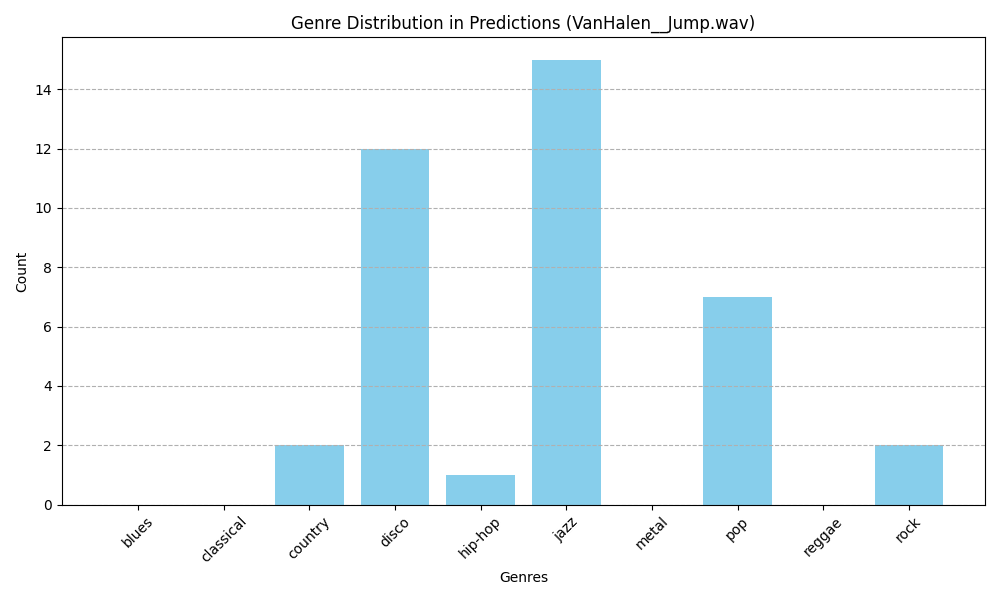 Genre Distribution in Predictions (VanHalen__Jump.wav)
14
12
10
8
6
4
2
0
Count
blues
classical
country
disco
hip-hop
jazz
metal
pop
reggae
rock
Genres